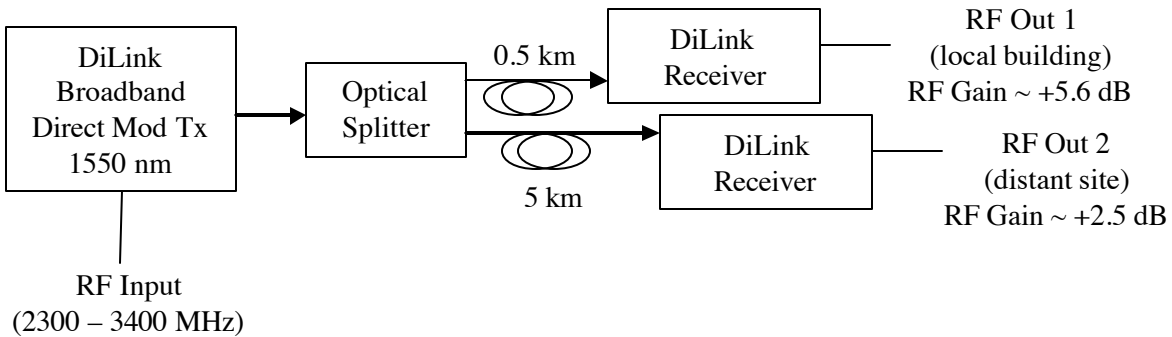 DiLink
Broadband
Direct Mod Tx
1550 nm
RF Input
(2300 – 3400 MHz)
Optical
Splitter
0.5 km
5 km
DiLink
Receiver
DiLink
Receiver
RF Out 1
(local building)
RF Gain ~ +5.6 dB
RF Out 2
(distant site)
RF Gain ~ +2.5 dB